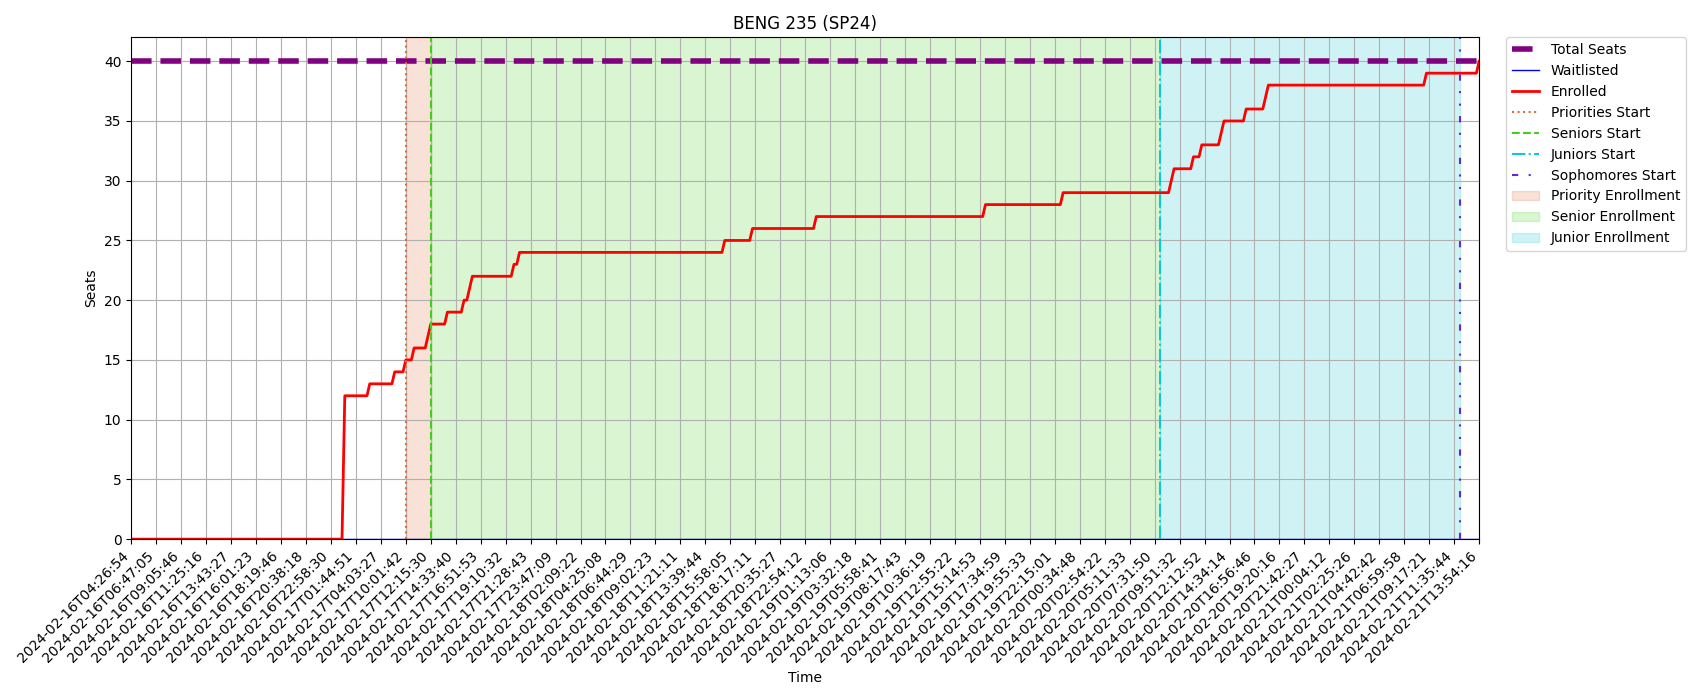 BENG 235 (SP24)
Seats
40
35
30
25
20
15
10
5
0
2024-02-16T04:26:54
2024-02-16T06:47:05
2024-02-16T09:05:46
2024-02-16T11:25:16
2024-02-16T13:43:27
2024-02-16T16:01:23
2024-02-16T18:19:46
2024-02-16T20:38:18
2024-02-16T22:58:30
2024-02-17T01:44:51
2024-02-17T04:03:27
2024-02-17T10:01:42
2024-02-17T12:15:30
2024-02-17T14:33:40
2024-02-17T16:51:53
2024-02-17T19:10:32
2024-02-17T21:28:43
2024-02-17T23:47:09
2024-02-18T02:09:22
2024-02-18T04:25:08
2024-02-18T06:44:29
2024-02-18T09:02:23
2024-02-18T11:21:11
2024-02-18T13:39:44
2024-02-18T15:58:05
2024-02-18T18:17:11
2024-02-18T20:35:27
2024-02-18T22:54:12
2024-02-19T01:13:06
2024-02-19T03:32:18
2024-02-19T05:58:41
2024-02-19T08:17:43
2024-02-19T10:36:19
2024-02-19T12:55:22
2024-02-19T15:14:53
2024-02-19T17:34:59
2024-02-19T19:55:33
2024-02-19T22:15:01
2024-02-20T00:34:48
2024-02-20T02:54:22
2024-02-20T05:11:33
2024-02-20T07:31:50
2024-02-20T09:51:32
2024-02-20T12:12:52
2024-02-20T14:34:14
2024-02-20T16:56:46
2024-02-20T19:20:16
2024-02-20T21:42:27
2024-02-21T00:04:12
2024-02-21T02:25:26
2024-02-21T04:42:42
2024-02-21T06:59:58
2024-02-21T09:17:21
2024-02-21T11:35:44
2024-02-21T13:54:16
Time
Total Seats
Waitlisted
Enrolled
Priorities Start
Seniors Start
Juniors Start
Sophomores Start
Priority Enrollment
Senior Enrollment
Junior Enrollment